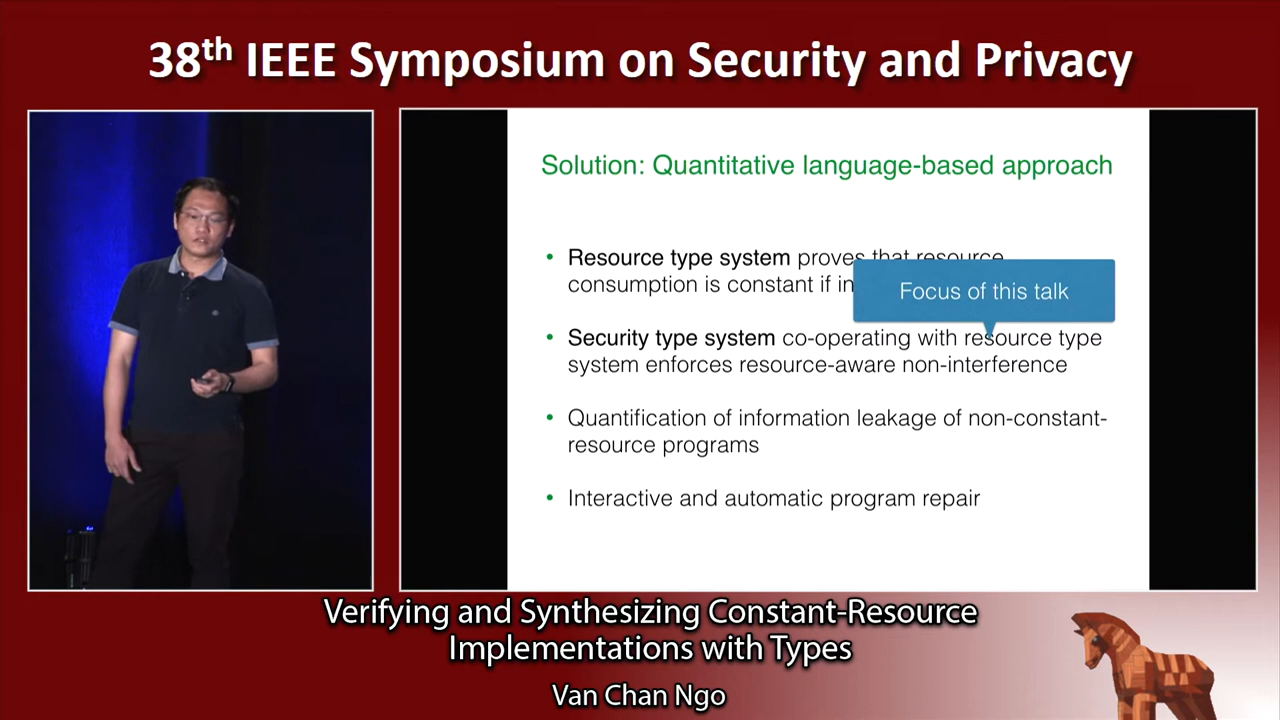 38th IEEE Symposium on Security and Privacy
Solution: Quantitative language-based approach
• Resource type system proves that resource
consumption is constant if in
Focus of this talk
• Security type system co-operating with resource type
system enforces resource-aware non-interference
• Quantification of information leakage of non-constant-
resource programs
• Interactive and automatic program repair
Verifying and Synthesizing Constant-Resource
Implementations with Types
Van Chan Ngo